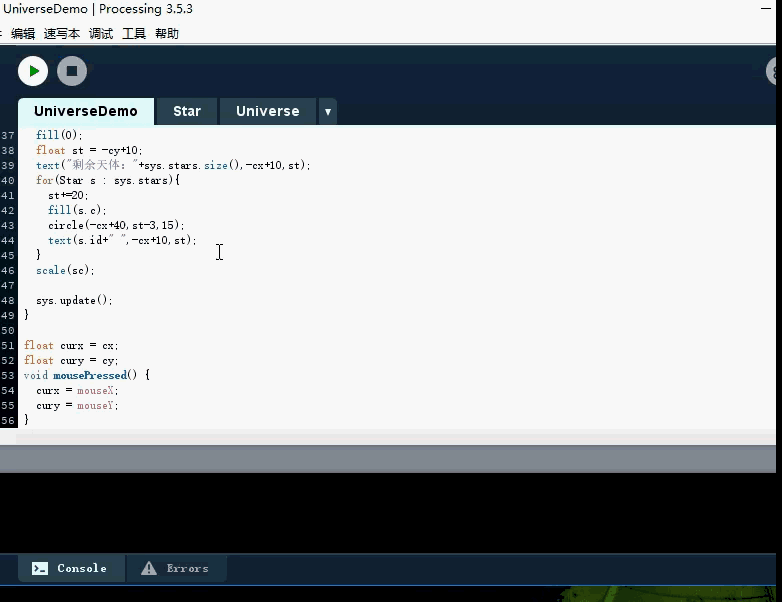 UniverseDemo | Processing 3.5.3
编辑 速写本 调试 工具 帮助
UniverseDemo Star Universe ▼
37 fill(0);
38 float st = -cy+10;
39 text("剩余天体："+sys.stars.size(),-cx+10,st);
40 for(Star s : sys.stars){
41 st+=20;
42 fill(s.c);
43 circle(-cx+40,st-3,15);
44 text(s.id+" ",-cx+10,st);
45 }
46 scale(sc);
47
48 sys.update();
49 }
50
51 float curx = cx;
52 float cury = cy;
53 void mousePressed() {
54 curx = mouseX;
55 cury = mouseY;
56 }
Console Errors